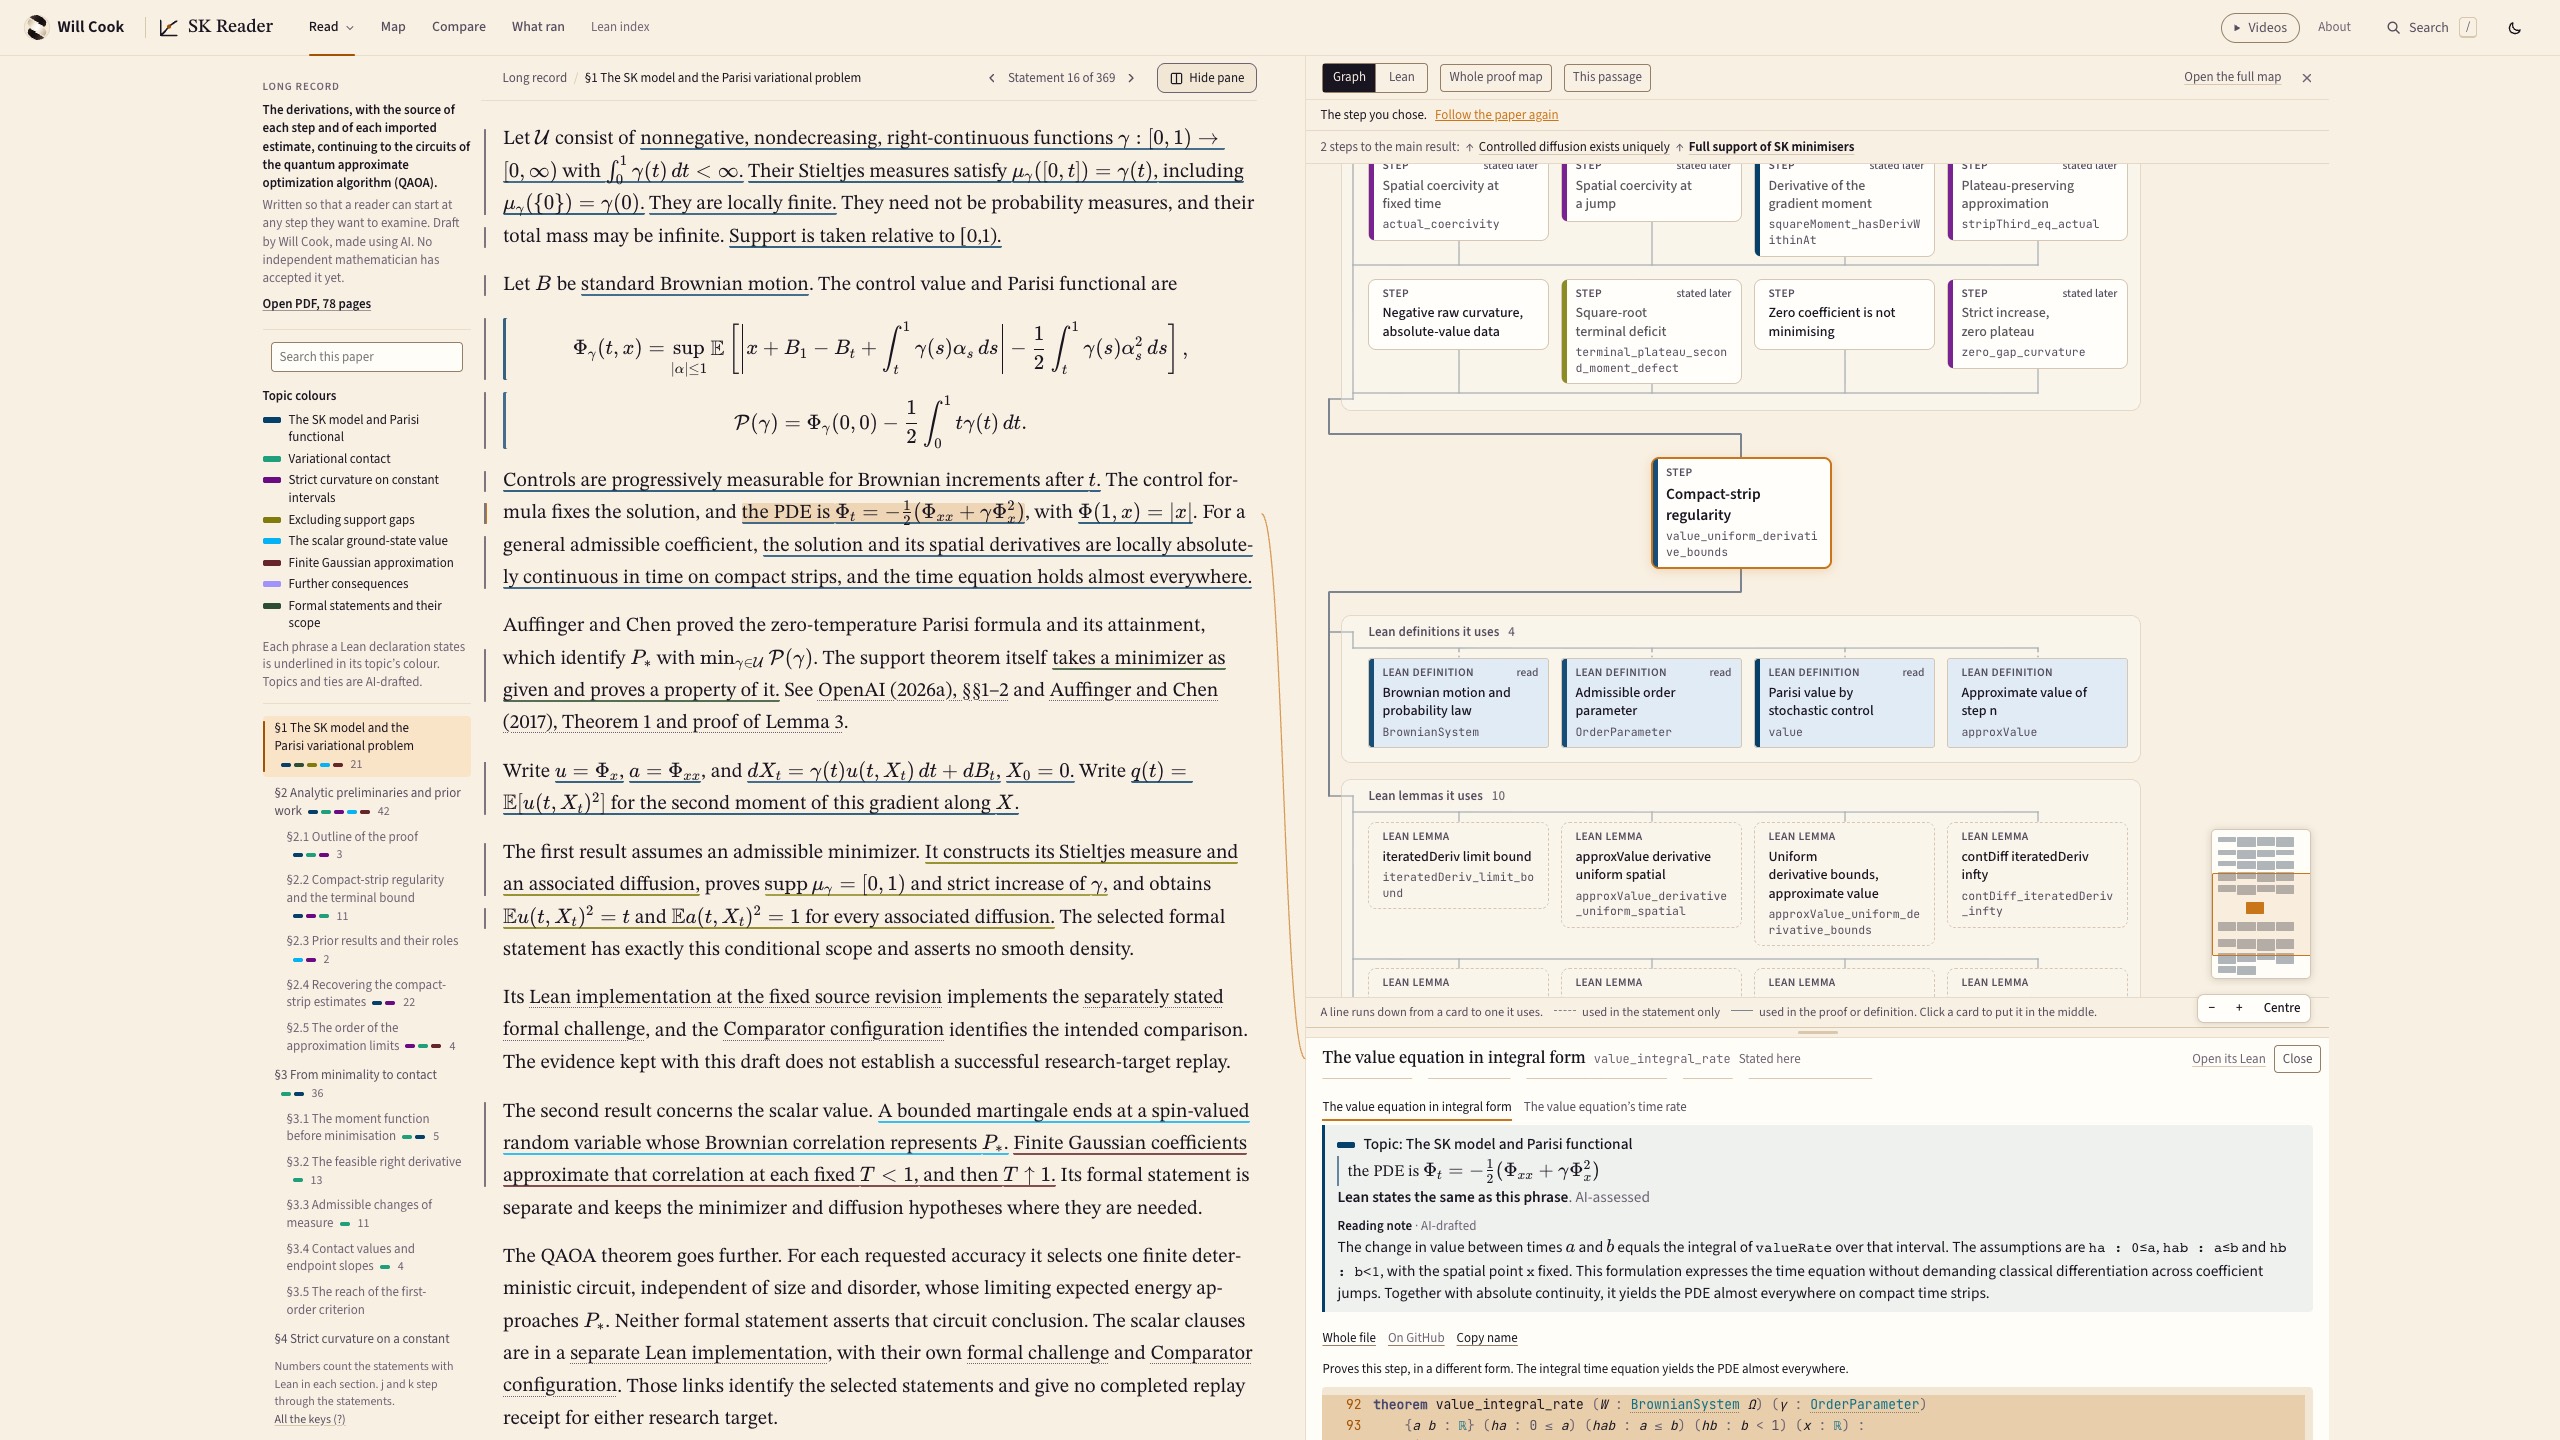 Will Cook
SK Reader
Read
Map
Compare
What ran
Lean index
Videos
About
Search /
LONG RECORD
The derivations, with the source of
each step and of each imported
estimate, continuing to the circuits of
the quantum approximate
optimization algorithm (QAOA).
Written so that a reader can start at
any step they want to examine. Draft
by Will Cook, made using AI. No
independent mathematician has
accepted it yet.
Open PDF, 78 pages
Search this paper
Topic colours
The SK model and Parisi
functional
Variational contact
Strict curvature on constant
intervals
Excluding support gaps
The scalar ground-state value
Finite Gaussian approximation
Further consequences
Formal statements and their
scope
Each phrase a Lean declaration states
is underlined in its topic's colour.
Topics and ties are AI-drafted.
§1 The SK model and the
Parisi variational problem
21
§2 Analytic preliminaries and prior
work 42
§2.1 Outline of the proof
3
§2.2 Compact-strip regularity
and the terminal bound
11
§2.3 Prior results and their roles
2
§2.4 Recovering the compact-
strip estimates 22
§2.5 The order of the
approximation limits 4
§3 From minimality to contact
36
§3.1 The moment function
before minimisation 5
§3.2 The feasible right derivative
13
§3.3 Admissible changes of
measure 11
§3.4 Contact values and
endpoint slopes 4
§3.5 The reach of the first-
order criterion
§4 Strict curvature on a constant
Numbers count the statements with
Lean in each section. j and k step
through the statements.
All the keys (?)
Long record / §1 The SK model and the Parisi variational problem
Statement 16 of 369
Hide pane
Let 𝒰 consist of nonnegative, nondecreasing, right-continuous functions γ : [0, 1) →
[0, ∞) with ∫₀¹ γ(t) dt < ∞. Their Stieltjes measures satisfy μ_γ([0, t]) = γ(t), including
μ_γ({0}) = γ(0). They are locally finite. They need not be probability measures, and their
total mass may be infinite. Support is taken relative to [0,1).
Let B be standard Brownian motion. The control value and Parisi functional are
Φ_γ(t, x) = sup_{|α|≤1} 𝔼 [ |x + B₁ − B_t + ∫_t^1 γ(s)α_s ds| − 1/2 ∫_t^1 γ(s)α_s² ds ],
𝒫(γ) = Φ_γ(0, 0) − 1/2 ∫₀¹ tγ(t) dt.
Controls are progressively measurable for Brownian increments after t. The control for-
mula fixes the solution, and the PDE is Φ_t = −½(Φ_xx + γΦ_x²), with Φ(1, x) = |x|. For a
general admissible coefficient, the solution and its spatial derivatives are locally absolute-
ly continuous in time on compact strips, and the time equation holds almost everywhere.
Auffinger and Chen proved the zero-temperature Parisi formula and its attainment,
which identify P_* with min_{γ∈𝒰} 𝒫(γ). The support theorem itself takes a minimizer as
given and proves a property of it. See OpenAI (2026a), §§1–2 and Auffinger and Chen
(2017), Theorem 1 and proof of Lemma 3.
Write u = Φ_x, a = Φ_xx, and dX_t = γ(t)u(t, X_t) dt + dB_t, X₀ = 0. Write q(t) =
𝔼[u(t, X_t)²] for the second moment of this gradient along X.
The first result assumes an admissible minimizer. It constructs its Stieltjes measure and
an associated diffusion, proves supp μ_γ = [0, 1) and strict increase of γ, and obtains
𝔼u(t, X_t)² = t and 𝔼a(t, X_t)² = 1 for every associated diffusion. The selected formal
statement has exactly this conditional scope and asserts no smooth density.
Its Lean implementation at the fixed source revision implements the separately stated
formal challenge, and the Comparator configuration identifies the intended comparison.
The evidence kept with this draft does not establish a successful research-target replay.
The second result concerns the scalar value. A bounded martingale ends at a spin-valued
random variable whose Brownian correlation represents P_*. Finite Gaussian coefficients
approximate that correlation at each fixed T < 1, and then T ↑ 1. Its formal statement is
separate and keeps the minimizer and diffusion hypotheses where they are needed.
The QAOA theorem goes further. For each requested accuracy it selects one finite deter-
ministic circuit, independent of size and disorder, whose limiting expected energy ap-
proaches P_*. Neither formal statement asserts that circuit conclusion. The scalar clauses
are in a separate Lean implementation, with their own formal challenge and Comparator
configuration. Those links identify the selected statements and give no completed replay
receipt for either research target.
Graph
Lean
Whole proof map
This passage
Open the full map
×
The step you chose. Follow the paper again
2 steps to the main result: ↑ Controlled diffusion exists uniquely ↑ Full support of SK minimisers
STEP stated later
Spatial coercivity at
fixed time
actual_coercivity
STEP stated later
Spatial coercivity at
a jump
STEP stated later
Derivative of the
gradient moment
squareMoment_hasDerivW
ithinAt
STEP stated later
Plateau-preserving
approximation
stripThird_eq_actual
STEP
Negative raw curvature,
absolute-value data
STEP stated later
Square-root
terminal deficit
terminal_plateau_secon
d_moment_defect
STEP
Zero coefficient is not
minimising
STEP stated later
Strict increase,
zero plateau
zero_gap_curvature
STEP
Compact-strip
regularity
value_uniform_derivati
ve_bounds
Lean definitions it uses 4
LEAN DEFINITION read
Brownian motion and
probability law
BrownianSystem
LEAN DEFINITION read
Admissible order
parameter
OrderParameter
LEAN DEFINITION read
Parisi value by
stochastic control
value
LEAN DEFINITION
Approximate value of
step n
approxValue
Lean lemmas it uses 10
LEAN LEMMA
iteratedDeriv limit bound
iteratedDeriv_limit_bo
und
LEAN LEMMA
approxValue derivative
uniform spatial
approxValue_derivative
_uniform_spatial
LEAN LEMMA
Uniform
derivative bounds,
approximate value
approxValue_uniform_de
rivative_bounds
LEAN LEMMA
contDiff iteratedDeriv
infty
contDiff_iteratedDeriv
_infty
LEAN LEMMA
LEAN LEMMA
LEAN LEMMA
LEAN LEMMA
− + Centre
A line runs down from a card to one it uses. used in the statement only used in the proof or definition. Click a card to put it in the middle.
The value equation in integral form value_integral_rate Stated here
Open its Lean
Close
The value equation in integral form
The value equation's time rate
Topic: The SK model and Parisi functional
the PDE is Φ_t = −½(Φ_xx + γΦ_x²)
Lean states the same as this phrase. AI-assessed
Reading note · AI-drafted
The change in value between times a and b equals the integral of valueRate over that interval. The assumptions are ha : 0≤a, hab : a≤b and hb
: b<1, with the spatial point x fixed. This formulation expresses the time equation without demanding classical differentiation across coefficient
jumps. Together with absolute continuity, it yields the PDE almost everywhere on compact time strips.
Whole file
On GitHub
Copy name
Proves this step, in a different form. The integral time equation yields the PDE almost everywhere.
92 theorem value_integral_rate (W : BrownianSystem Ω) (γ : OrderParameter)
93 {a b : ℝ} (ha : 0 ≤ a) (hab : a ≤ b) (hb : b < 1) (x : ℝ) :